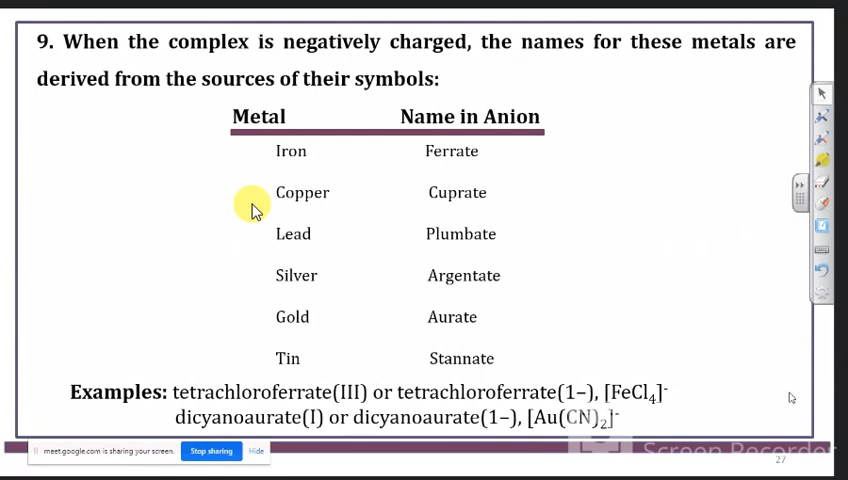 9. When the complex is negatively charged, the names for these metals are
derived from the sources of their symbols:
Metal Name in Anion
Iron Ferrate
Copper Cuprate
Lead Plumbate
Silver Argentate
Gold Aurate
Tin Stannate
Examples: tetrachloroferrate(III) or tetrachloroferrate(1–), [FeCl₄]⁻
dicyanoaurate(I) or dicyanoaurate(1–), [Au(CN)₂]⁻
meet.google.com is sharing your screen. Stop sharing Hide
Screen Recorder
27